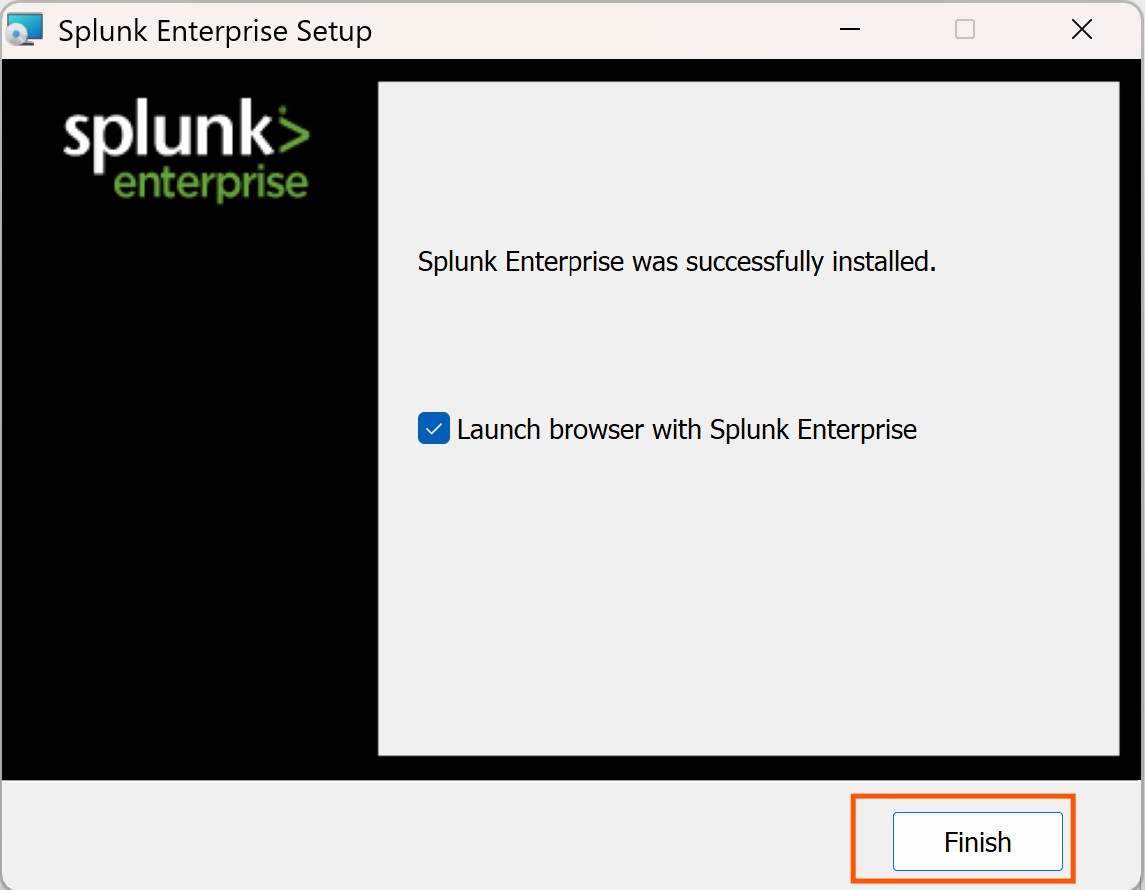 Splunk Enterprise Setup
splunk>
enterprise
Splunk Enterprise was successfully installed.
Launch browser with Splunk Enterprise
Finish